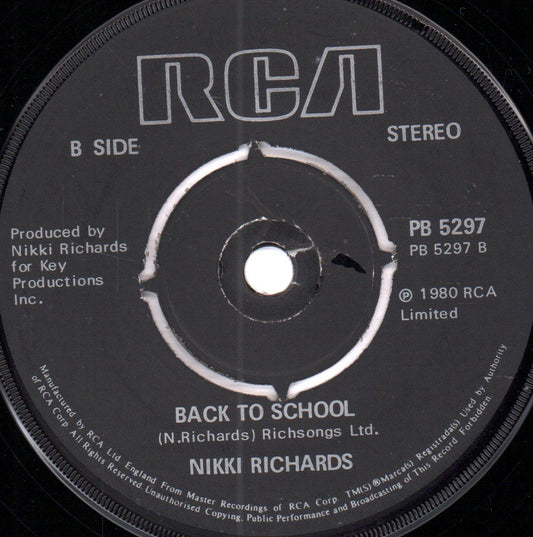 RCA
B SIDE
STEREO
Produced by
Nikki Richards
for Key
Productions
Inc.
PB 5297
PB 5297 B
℗ 1980 RCA
Limited
BACK TO SCHOOL
(N.Richards) Richsongs Ltd.
NIKKI RICHARDS
Manufactured by RCA, Ltd. England From Master Recordings of RCA Corp. TM(S)®Marca(s) Registrada(s) Used by Authority
of RCA Corp. All Rights Reserved Unauthorised Copying, Public Performance and Broadcasting of This Record Forbidden.